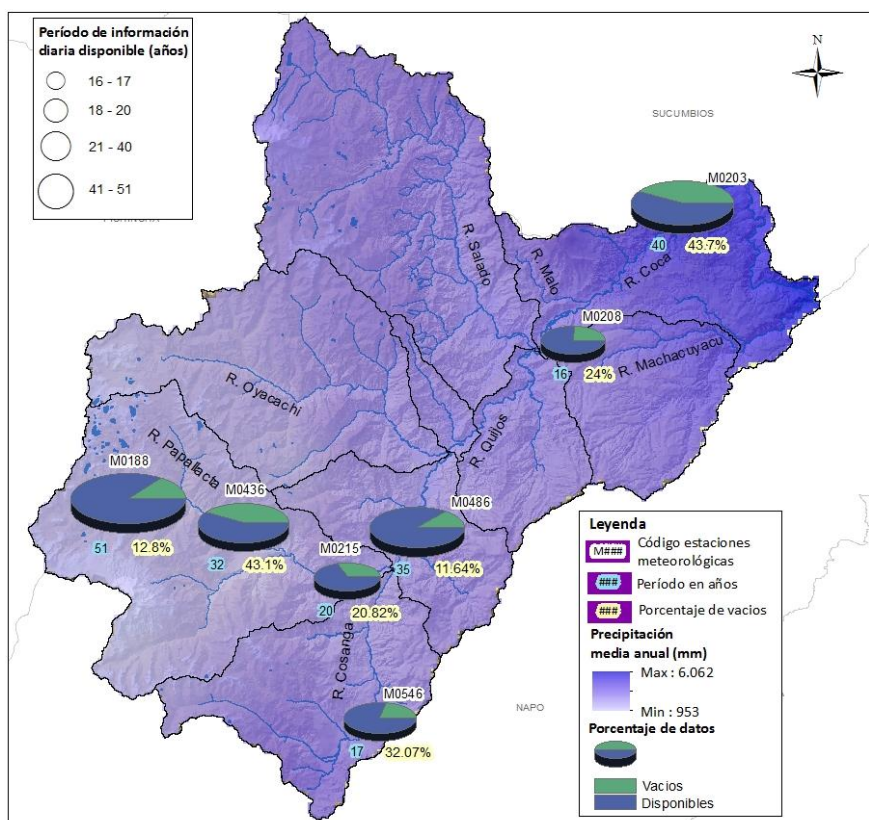 Período de información
diaria disponible (años)
16 - 17
18 - 20
21 - 40
41 - 51
N
SUCUMBIOS
M0203
40
43.7%
R. Salado
R. Malo
R. Coca
M0208
16
24%
R. Machacuyacu
R. Oyacachi
R. Quijos
R. Papallacta
M0188
51
12.8%
M0436
32
43.1%
M0486
35
11.64%
M0215
20
20.82%
R. Cosanga
M0546
17
32.07%
NAPO
Leyenda
M###
Código estaciones
meteorológicas
###
Período en años
###
Porcentaje de vacios
Precipitación
media anual (mm)
Max : 6.062
Min : 953
Porcentaje de datos
Vacios
Disponibles